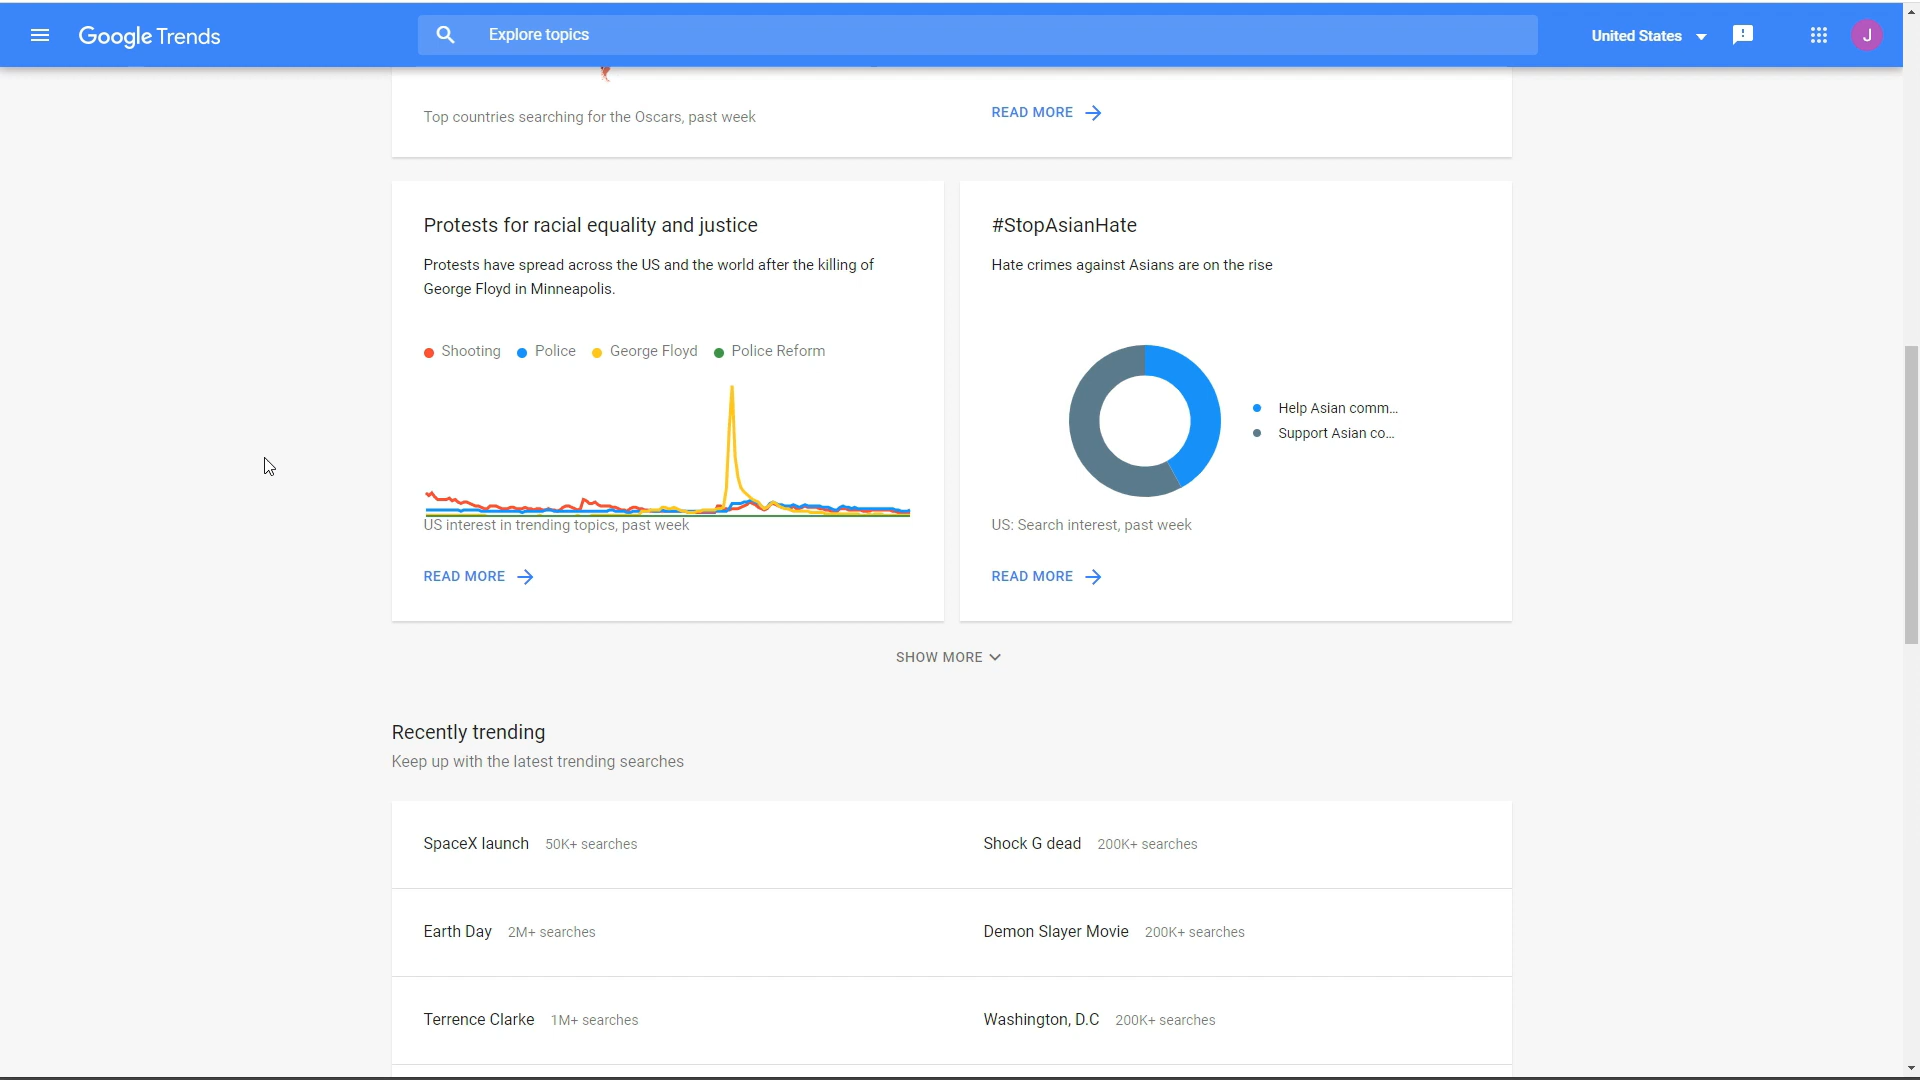 Google Trends
Explore topics
United States
J
Top countries searching for the Oscars, past week
READ MORE
Protests for racial equality and justice
Protests have spread across the US and the world after the killing of
George Floyd in Minneapolis.
Shooting
Police
George Floyd
Police Reform
US interest in trending topics, past week
READ MORE
#StopAsianHate
Hate crimes against Asians are on the rise
Help Asian comm...
Support Asian co...
US: Search interest, past week
READ MORE
SHOW MORE
Recently trending
Keep up with the latest trending searches
SpaceX launch 50K+ searches
Shock G dead 200K+ searches
Earth Day 2M+ searches
Demon Slayer Movie 200K+ searches
Terrence Clarke 1M+ searches
Washington, D.C 200K+ searches